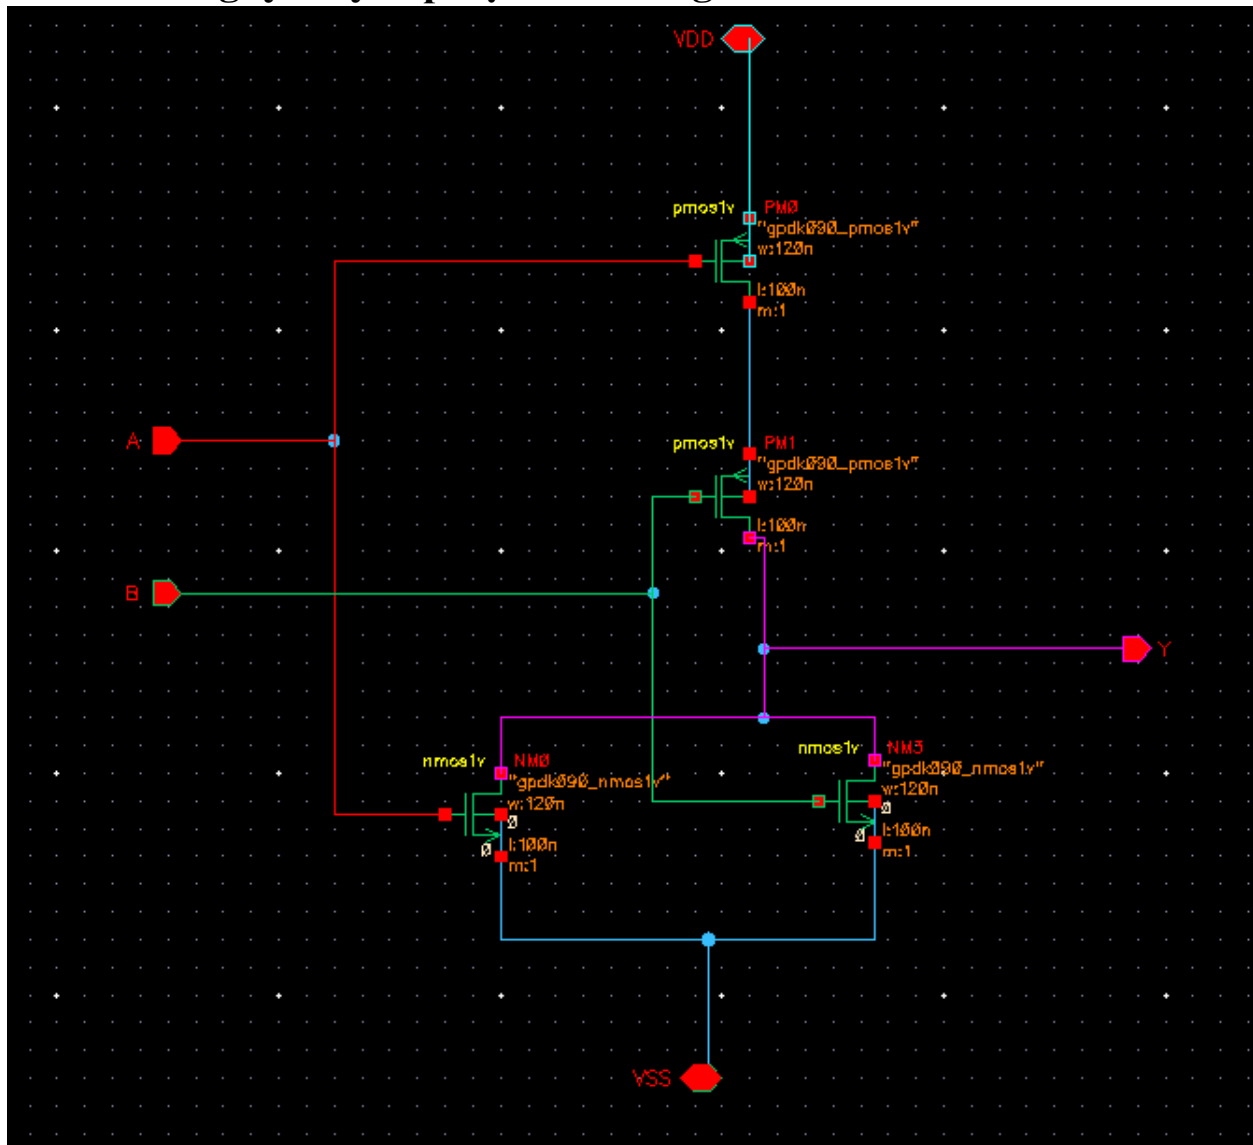 VDD
pmos1v PM0
"gpdk090_pmos1v"
w:120n
l:100n
m:1
A
pmos1v PM1
"gpdk090_pmos1v"
w:120n
l:100n
m:1
B
Y
nmos1v NM0
"gpdk090_nmos1v"
w:120n
0
0
l:100n
m:1
nmos1v NM3
"gpdk090_nmos1v"
w:120n
0
0
l:100n
m:1
VSS